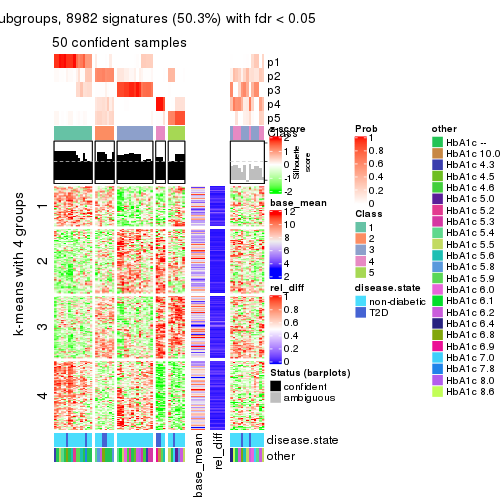 ubgroups, 8982 signatures (50.3%) with fdr < 0.05
50 confident samples
p1
p2
p3
p4
p5
Class
z-score
2
1
0
-1
-2
Silhouette
score
base_mean
12
10
8
6
4
2
rel_diff
1
0.8
0.6
0.4
0.2
0
Status (barplots)
confident
ambiguous
Prob
1
0.8
0.6
0.4
0.2
0
Class
1
2
3
4
5
disease.state
non-diabetic
T2D
other
HbA1c --
HbA1c 10.0
HbA1c 4.3
HbA1c 4.5
HbA1c 4.6
HbA1c 5.0
HbA1c 5.2
HbA1c 5.3
HbA1c 5.4
HbA1c 5.5
HbA1c 5.6
HbA1c 5.8
HbA1c 5.9
HbA1c 6.0
HbA1c 6.1
HbA1c 6.2
HbA1c 6.4
HbA1c 6.8
HbA1c 6.9
HbA1c 7.0
HbA1c 7.8
HbA1c 8.0
HbA1c 8.6
k-means with 4 groups
1
2
3
4
disease.state
other
base_mean
rel_diff